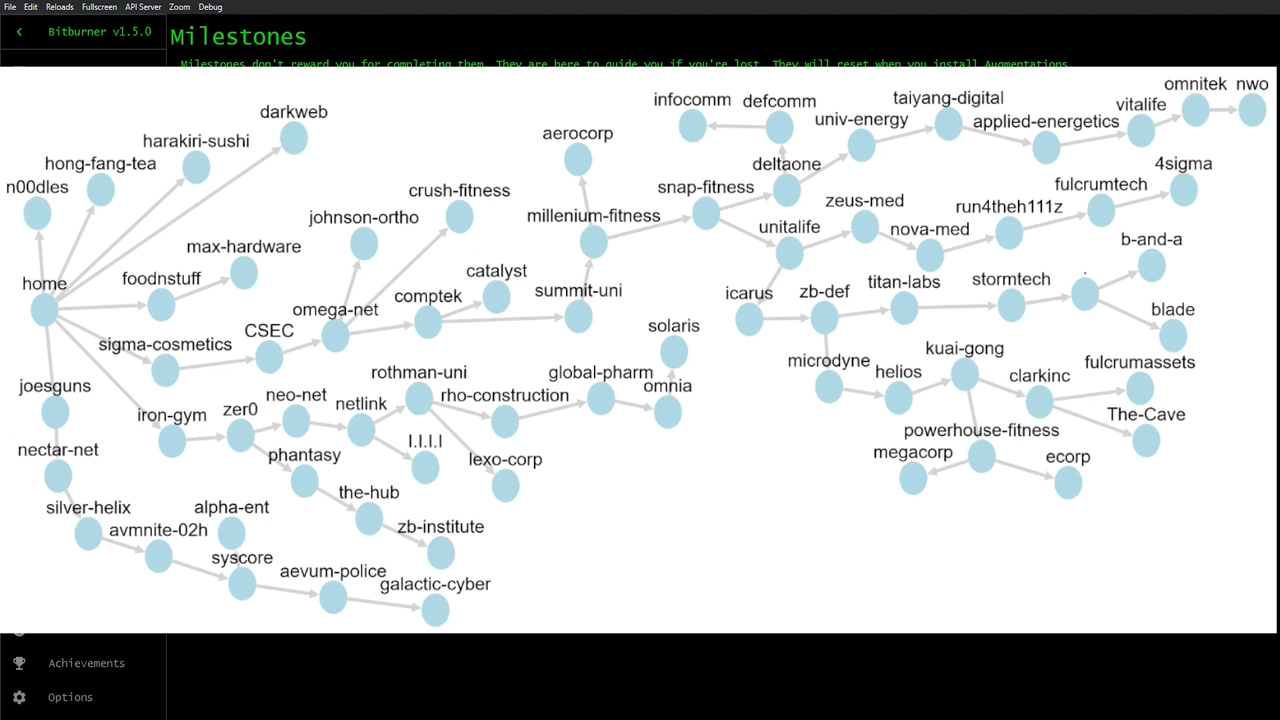 File Edit Reloads Fullscreen API Server Zoom Debug
Bitburner v1.5.0
Milestones
Milestones don't reward you for completing them. They are here to guide you if you're lost. They will reset when you install Augmentations.
omnitek nwo
taiyang-digital
infocomm defcomm
vitalife
darkweb
univ-energy
applied-energetics
aerocorp
harakiri-sushi
hong-fang-tea
deltaone
4sigma
n00dles
crush-fitness
snap-fitness
fulcrumtech
zeus-med
run4theh111z
johnson-ortho
millenium-fitness
unitalife
nova-med
max-hardware
b-and-a
foodnstuff
catalyst
.
home
titan-labs
stormtech
comptek
summit-uni
icarus
zb-def
omega-net
blade
CSEC
solaris
sigma-cosmetics
kuai-gong
microdyne
fulcrumassets
rothman-uni
global-pharm
helios
clarkinc
joesguns
omnia
neo-net
netlink
rho-construction
iron-gym
zer0
The-Cave
powerhouse-fitness
I.I.I.I
nectar-net
phantasy
lexo-corp
megacorp
ecorp
the-hub
silver-helix
alpha-ent
avmnite-02h
zb-institute
syscore
aevum-police
galactic-cyber
Achievements
Options